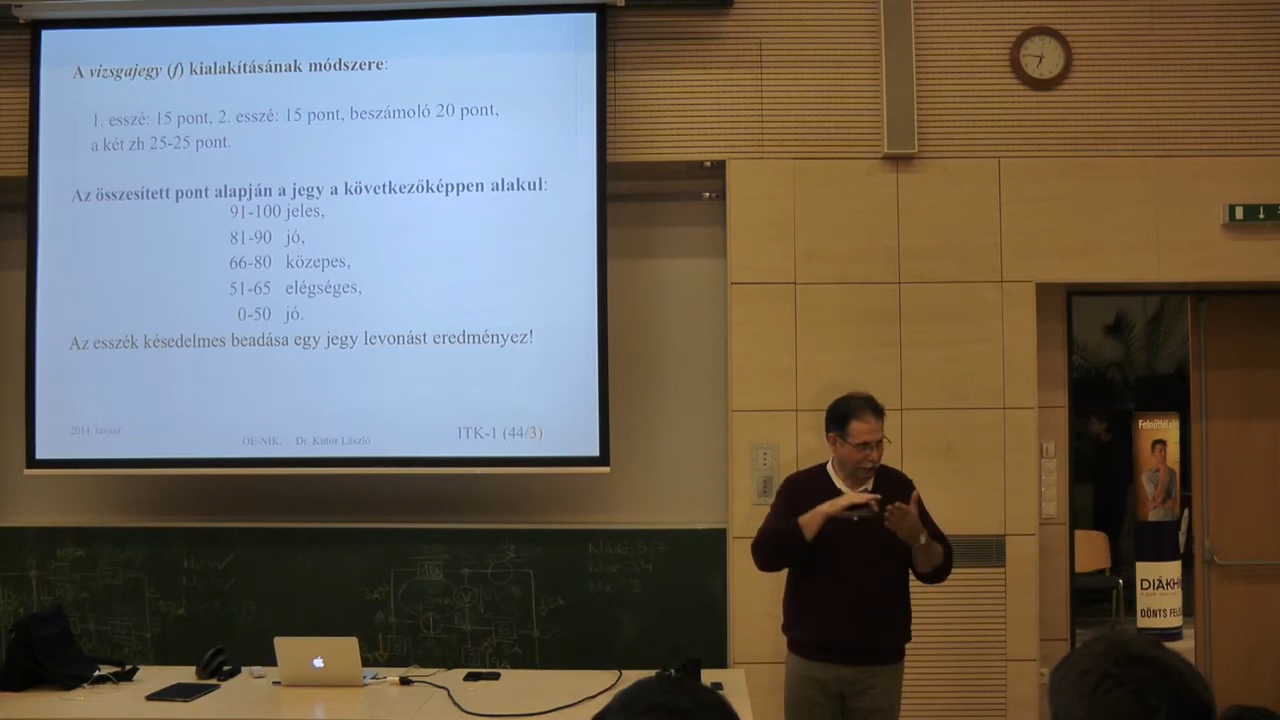 A vizsgajegy (f) kialakításának módszere:
1. esszé: 15 pont, 2. esszé: 15 pont, beszámoló 20 pont,
a két zh 25-25 pont.
Az összesített pont alapján a jegy a következőképpen alakul:
91-100 jeles,
81-90 jó,
66-80 közepes,
51-65 elégséges,
0-50 jó.
Az esszék késedelmes beadása egy jegy levonást eredményez!
2014. tavasz
OE-NIK, Dr. Kutor László
ITK-1 (44/3)
DIÁKH
DÖNTS FELE